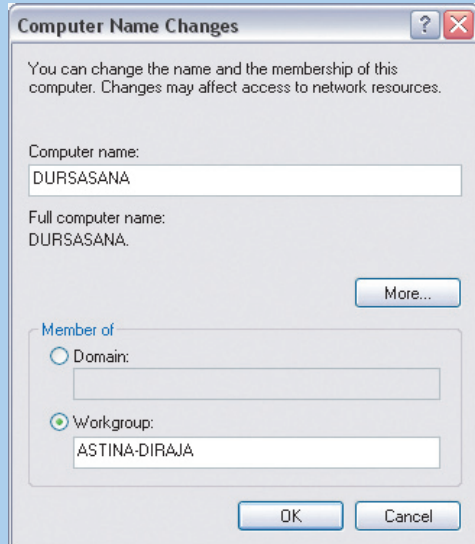 Computer Name Changes
You can change the name and the membership of this
computer. Changes may affect access to network resources.
Computer name:
DURSASANA
Full computer name:
DURSASANA.
More...
Member of
Domain:
Workgroup:
ASTINA-DIRAJA
OK
Cancel